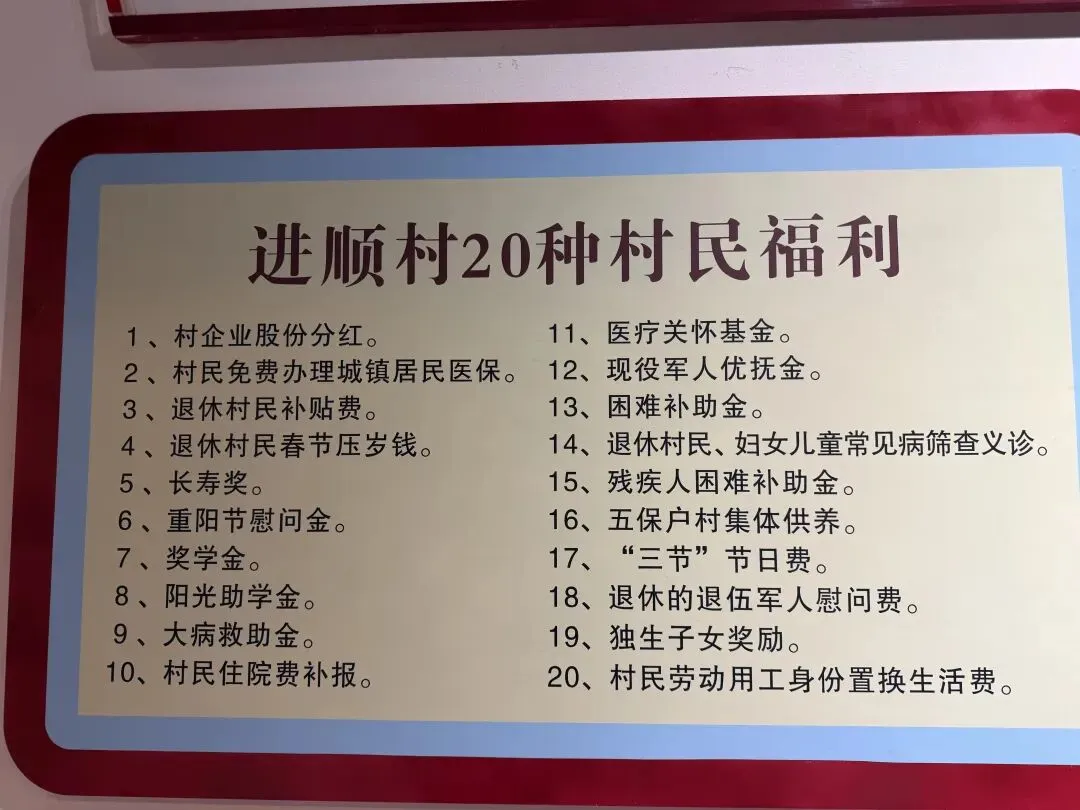 进顺村20种村民福利
1、村企业股份分红。
2、村民免费办理城镇居民医保。
3、退休村民补贴费。
4、退休村民春节压岁钱。
5、长寿奖。
6、重阳节慰问金。
7、奖学金。
8、阳光助学金。
9、大病救助金。
10、村民住院费补报。
11、医疗关怀基金。
12、现役军人优抚金。
13、困难补助金。
14、退休村民、妇女儿童常见病筛查义诊。
15、残疾人困难补助金。
16、五保户村集体供养。
17、“三节”节日费。
18、退休的退伍军人慰问费。
19、独生子女奖励。
20、村民劳动用工身份置换生活费。